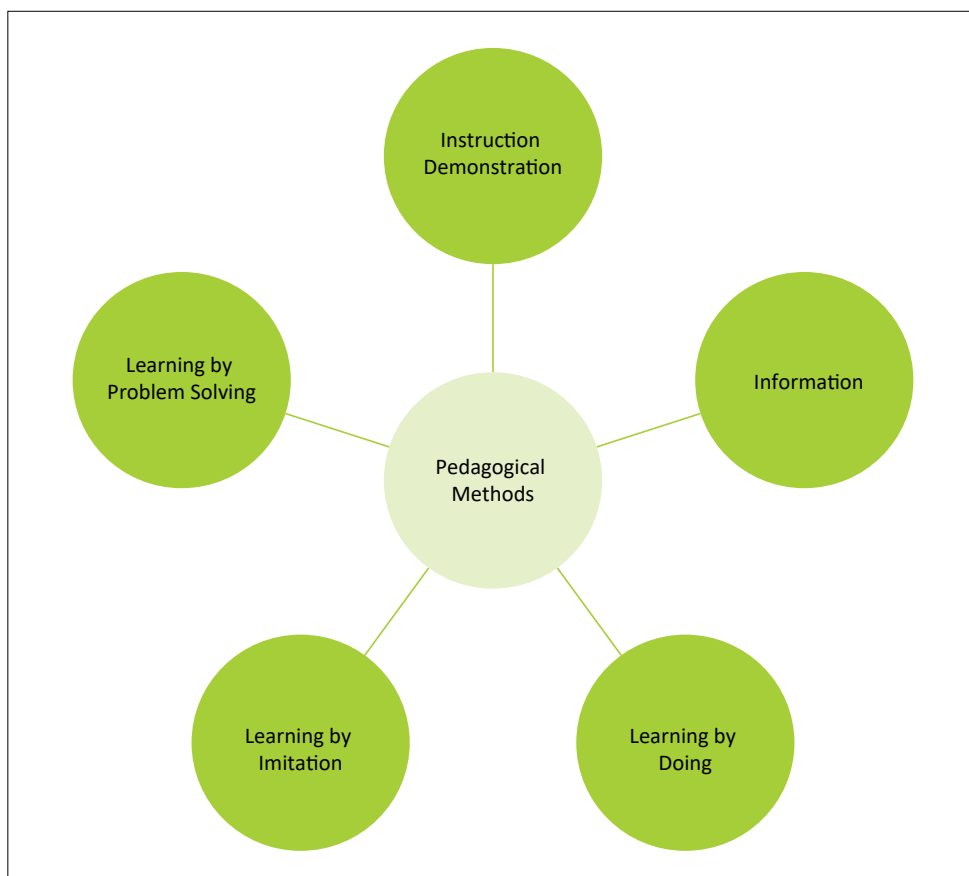 Instruction
Demonstration
Information
Learning by
Problem Solving
Pedagogical
Methods
Learning by
Imitation
Learning by
Doing